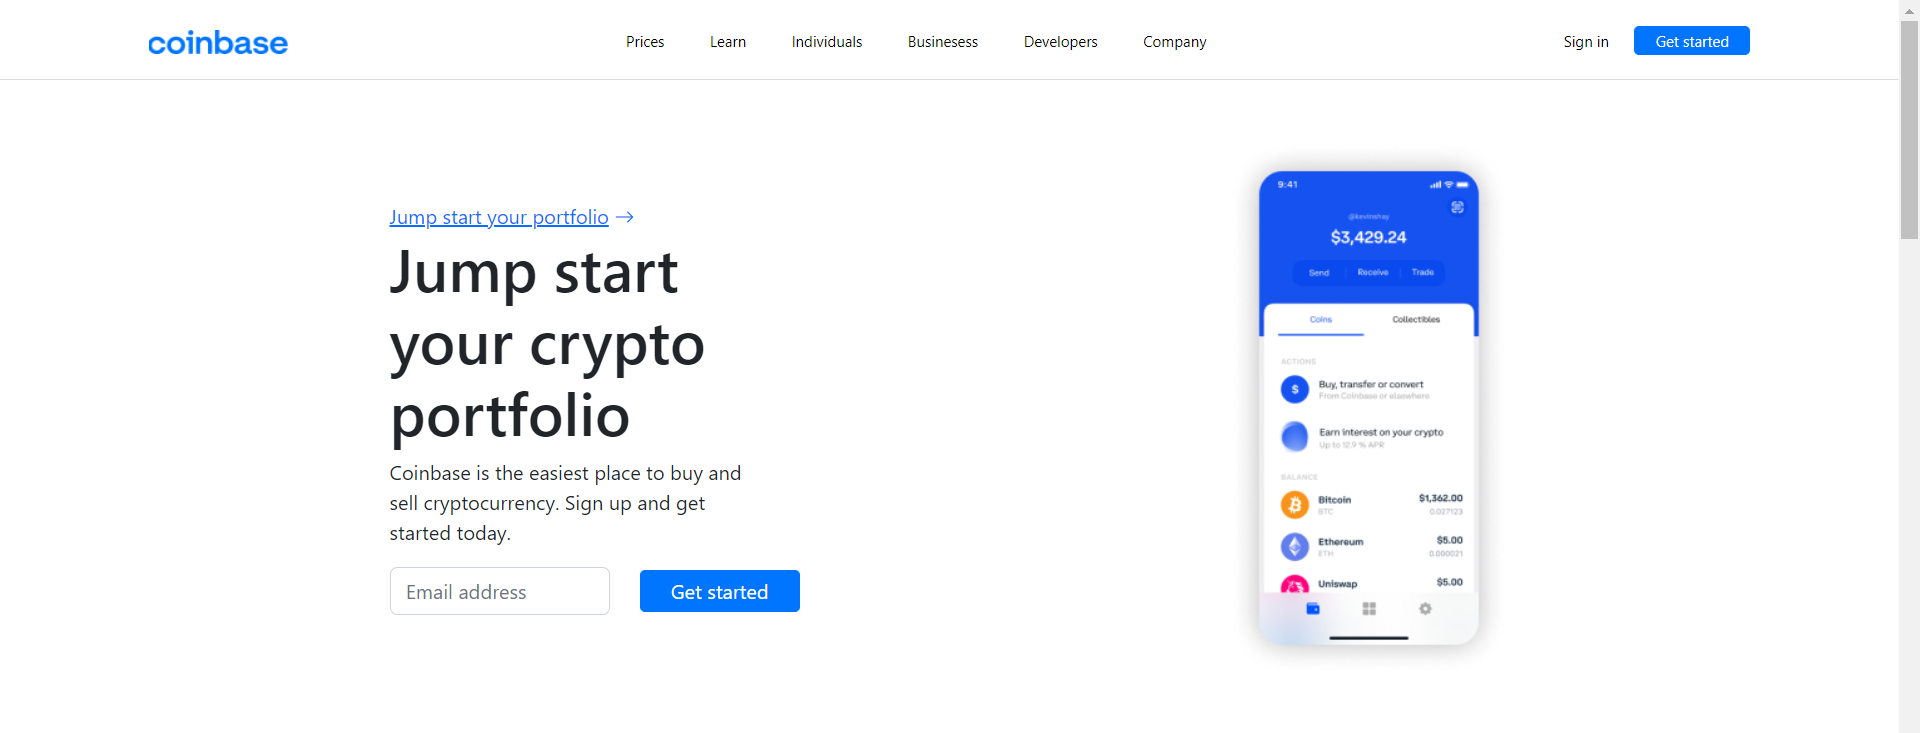 coinbase
Prices Learn Individuals Businesess Developers Company
Sign in Get started
Jump start your portfolio →
Jump start
your crypto
portfolio
Coinbase is the easiest place to buy and
sell cryptocurrency. Sign up and get
started today.
Email address Get started
9:41
@kevinshay
$3,429.24
Send Receive Trade
Coins Collectibles
ACTIONS
$ Buy, transfer or convert
From Coinbase or elsewhere
Earn interest on your crypto
Up to 12.9 % APR
BALANCE
Bitcoin $1,362.00
BTC 0.027123
Ethereum $5.00
ETH 0.000021
Uniswap $5.00